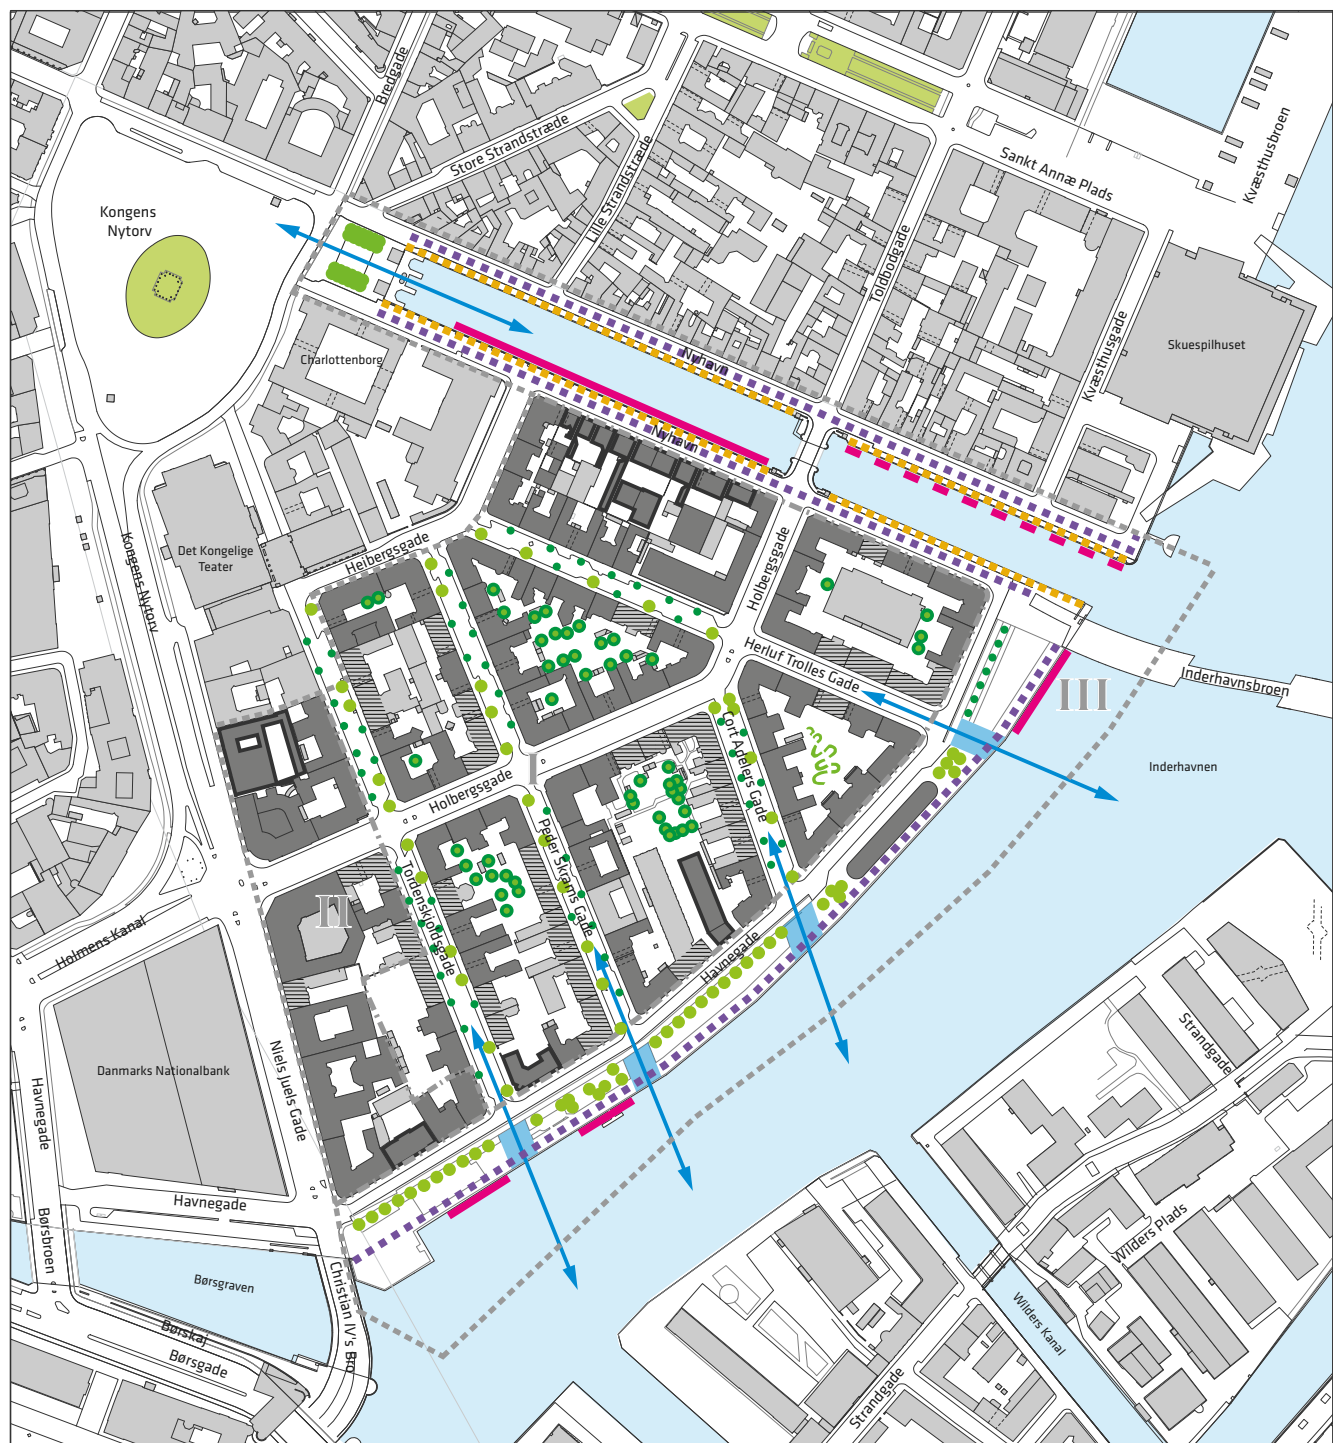 Bredgade
Store Strandstræde
Lille Strandstræde
Sankt Annæ Plads
Kvæsthusbroen
Kongens
Nytorv
Toldbodgade
Kvæsthusgade
Skuespilhuset
Charlottenborg
Nyhavn
Nyhavn
Kongens Nytorv
Det Kongelige
Teater
Heibergsgade
Holbergsgade
Herluf Trolles Gade
Inderhavnsbroen
III
Inderhavnen
Cort Adelers Gade
I
Holbergsgade
Peder Skrams Gade
Tordenskjoldsgade
II
Holmens Kanal
Havnegade
Danmarks Nationalbank
Niels Juels Gade
Havnegade
Strandgade
Havnegade
Børsbroen
Børsgraven
Christian IV's Bro
Børskaj
Børsgade
Wilders Plads
Wilders Kanal
Strandgade